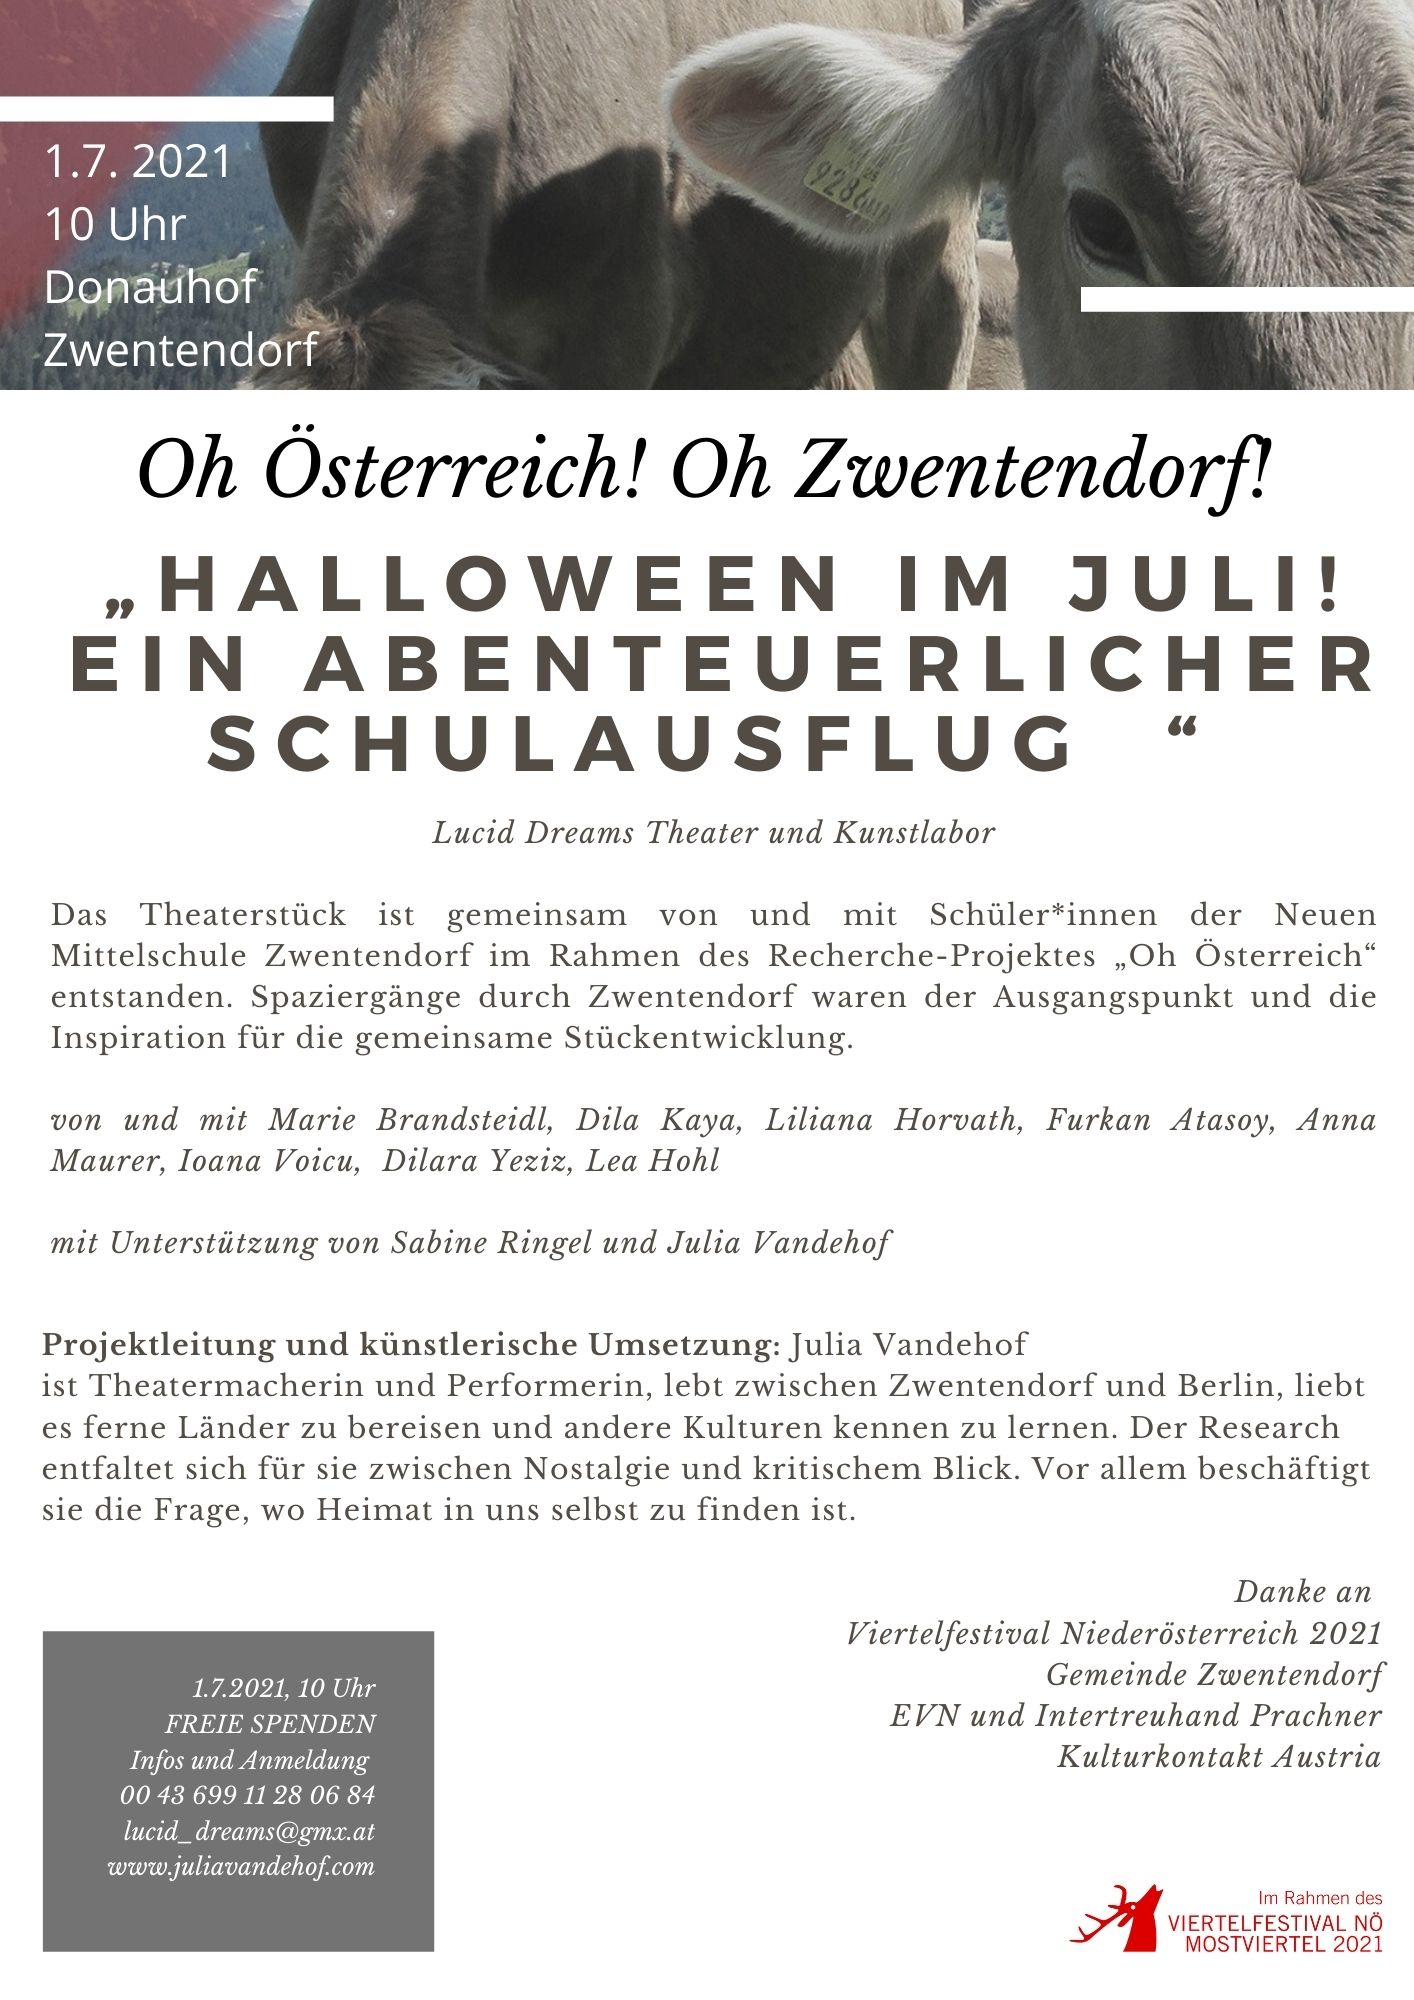 1.7. 2021
10 Uhr
Donauhof
Zwentendorf
Oh Österreich! Oh Zwentendorf!
„HALLOWEEN IM JULI!
EIN ABENTEUERLICHER
SCHULAUSFLUG “
Lucid Dreams Theater und Kunstlabor
Das Theaterstück ist gemeinsam von und mit Schüler*innen der Neuen
Mittelschule Zwentendorf im Rahmen des Recherche-Projektes „Oh Österreich“
entstanden. Spaziergänge durch Zwentendorf waren der Ausgangspunkt und die
Inspiration für die gemeinsame Stückentwicklung.
von und mit Marie Brandsteidl, Dila Kaya, Liliana Horvath, Furkan Atasoy, Anna
Maurer, Ioana Voicu, Dilara Yeziz, Lea Hohl
mit Unterstützung von Sabine Ringel und Julia Vandehof
Projektleitung und künstlerische Umsetzung: Julia Vandehof
ist Theatermacherin und Performerin, lebt zwischen Zwentendorf und Berlin, liebt
es ferne Länder zu bereisen und andere Kulturen kennen zu lernen. Der Research
entfaltet sich für sie zwischen Nostalgie und kritischem Blick. Vor allem beschäftigt
sie die Frage, wo Heimat in uns selbst zu finden ist.
Danke an
Viertelfestival Niederösterreich 2021
Gemeinde Zwentendorf
EVN und Intertreuhand Prachner
Kulturkontakt Austria
1.7.2021, 10 Uhr
FREIE SPENDEN
Infos und Anmeldung
00 43 699 11 28 06 84
lucid_dreams@gmx.at
www.juliavandehof.com
Im Rahmen des
VIERTELFESTIVAL NÖ
MOSTVIERTEL 2021